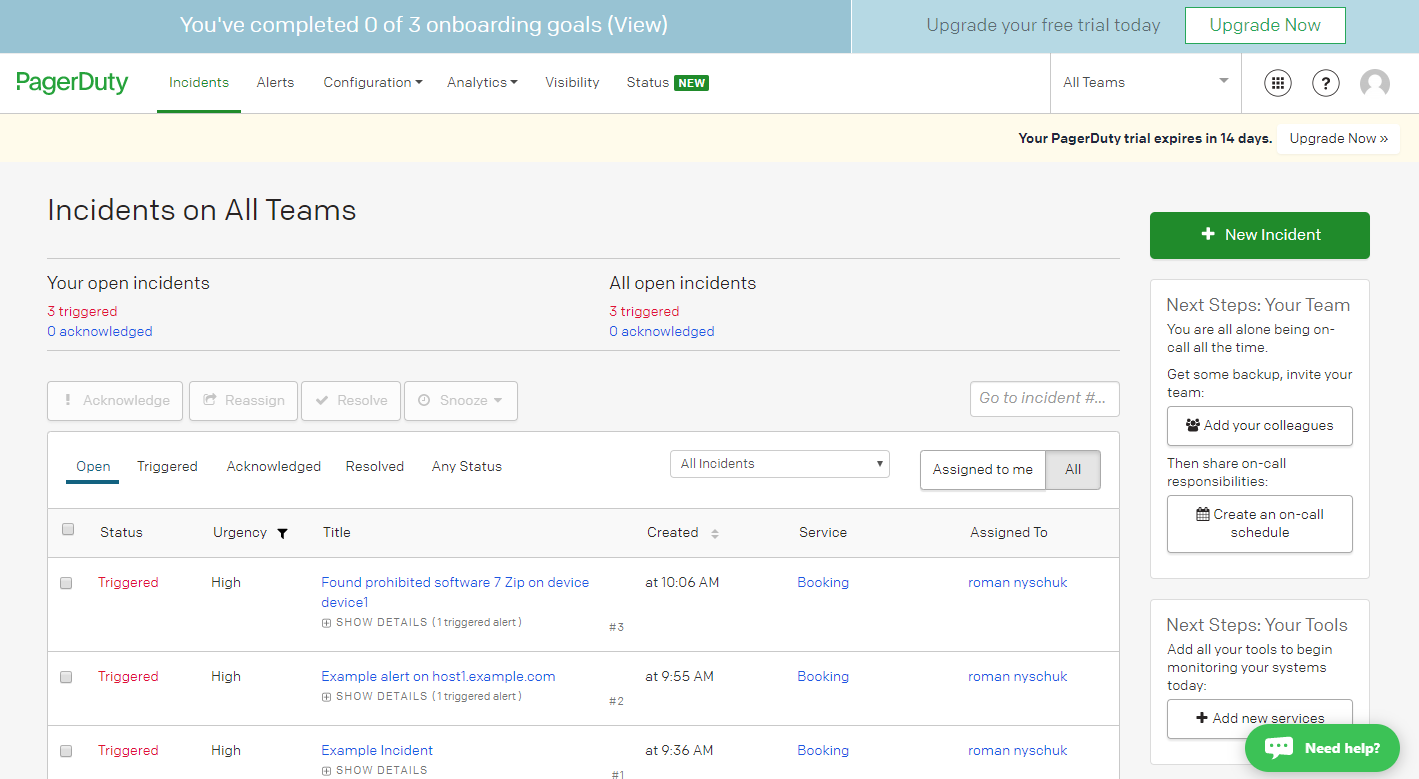 You've completed 0 of 3 onboarding goals (View)
Upgrade your free trial today
Upgrade Now
PagerDuty
Incidents
Alerts
Configuration
Analytics
Visibility
Status NEW
All Teams
?
Your PagerDuty trial expires in 14 days.
Upgrade Now »
Incidents on All Teams
Your open incidents
3 triggered
0 acknowledged
All open incidents
3 triggered
0 acknowledged
Acknowledge
Reassign
Resolve
Snooze
Go to incident #...
Open
Triggered
Acknowledged
Resolved
Any Status
All Incidents
Assigned to me
All
Status
Urgency
Title
Created
Service
Assigned To
Triggered
High
Found prohibited software 7 Zip on device
device1
SHOW DETAILS (1 triggered alert)
#3
at 10:06 AM
Booking
roman nyschuk
Triggered
High
Example alert on host1.example.com
SHOW DETAILS (1 triggered alert)
#2
at 9:55 AM
Booking
roman nyschuk
Triggered
High
Example Incident
SHOW DETAILS
#1
at 9:36 AM
Booking
roman nyschuk
New Incident
Next Steps: Your Team
You are all alone being on-
call all the time.
Get some backup, invite your
team:
Add your colleagues
Then share on-call
responsibilities:
Create an on-call
schedule
Next Steps: Your Tools
Add all your tools to begin
monitoring your systems
today:
Add new services
Need help?